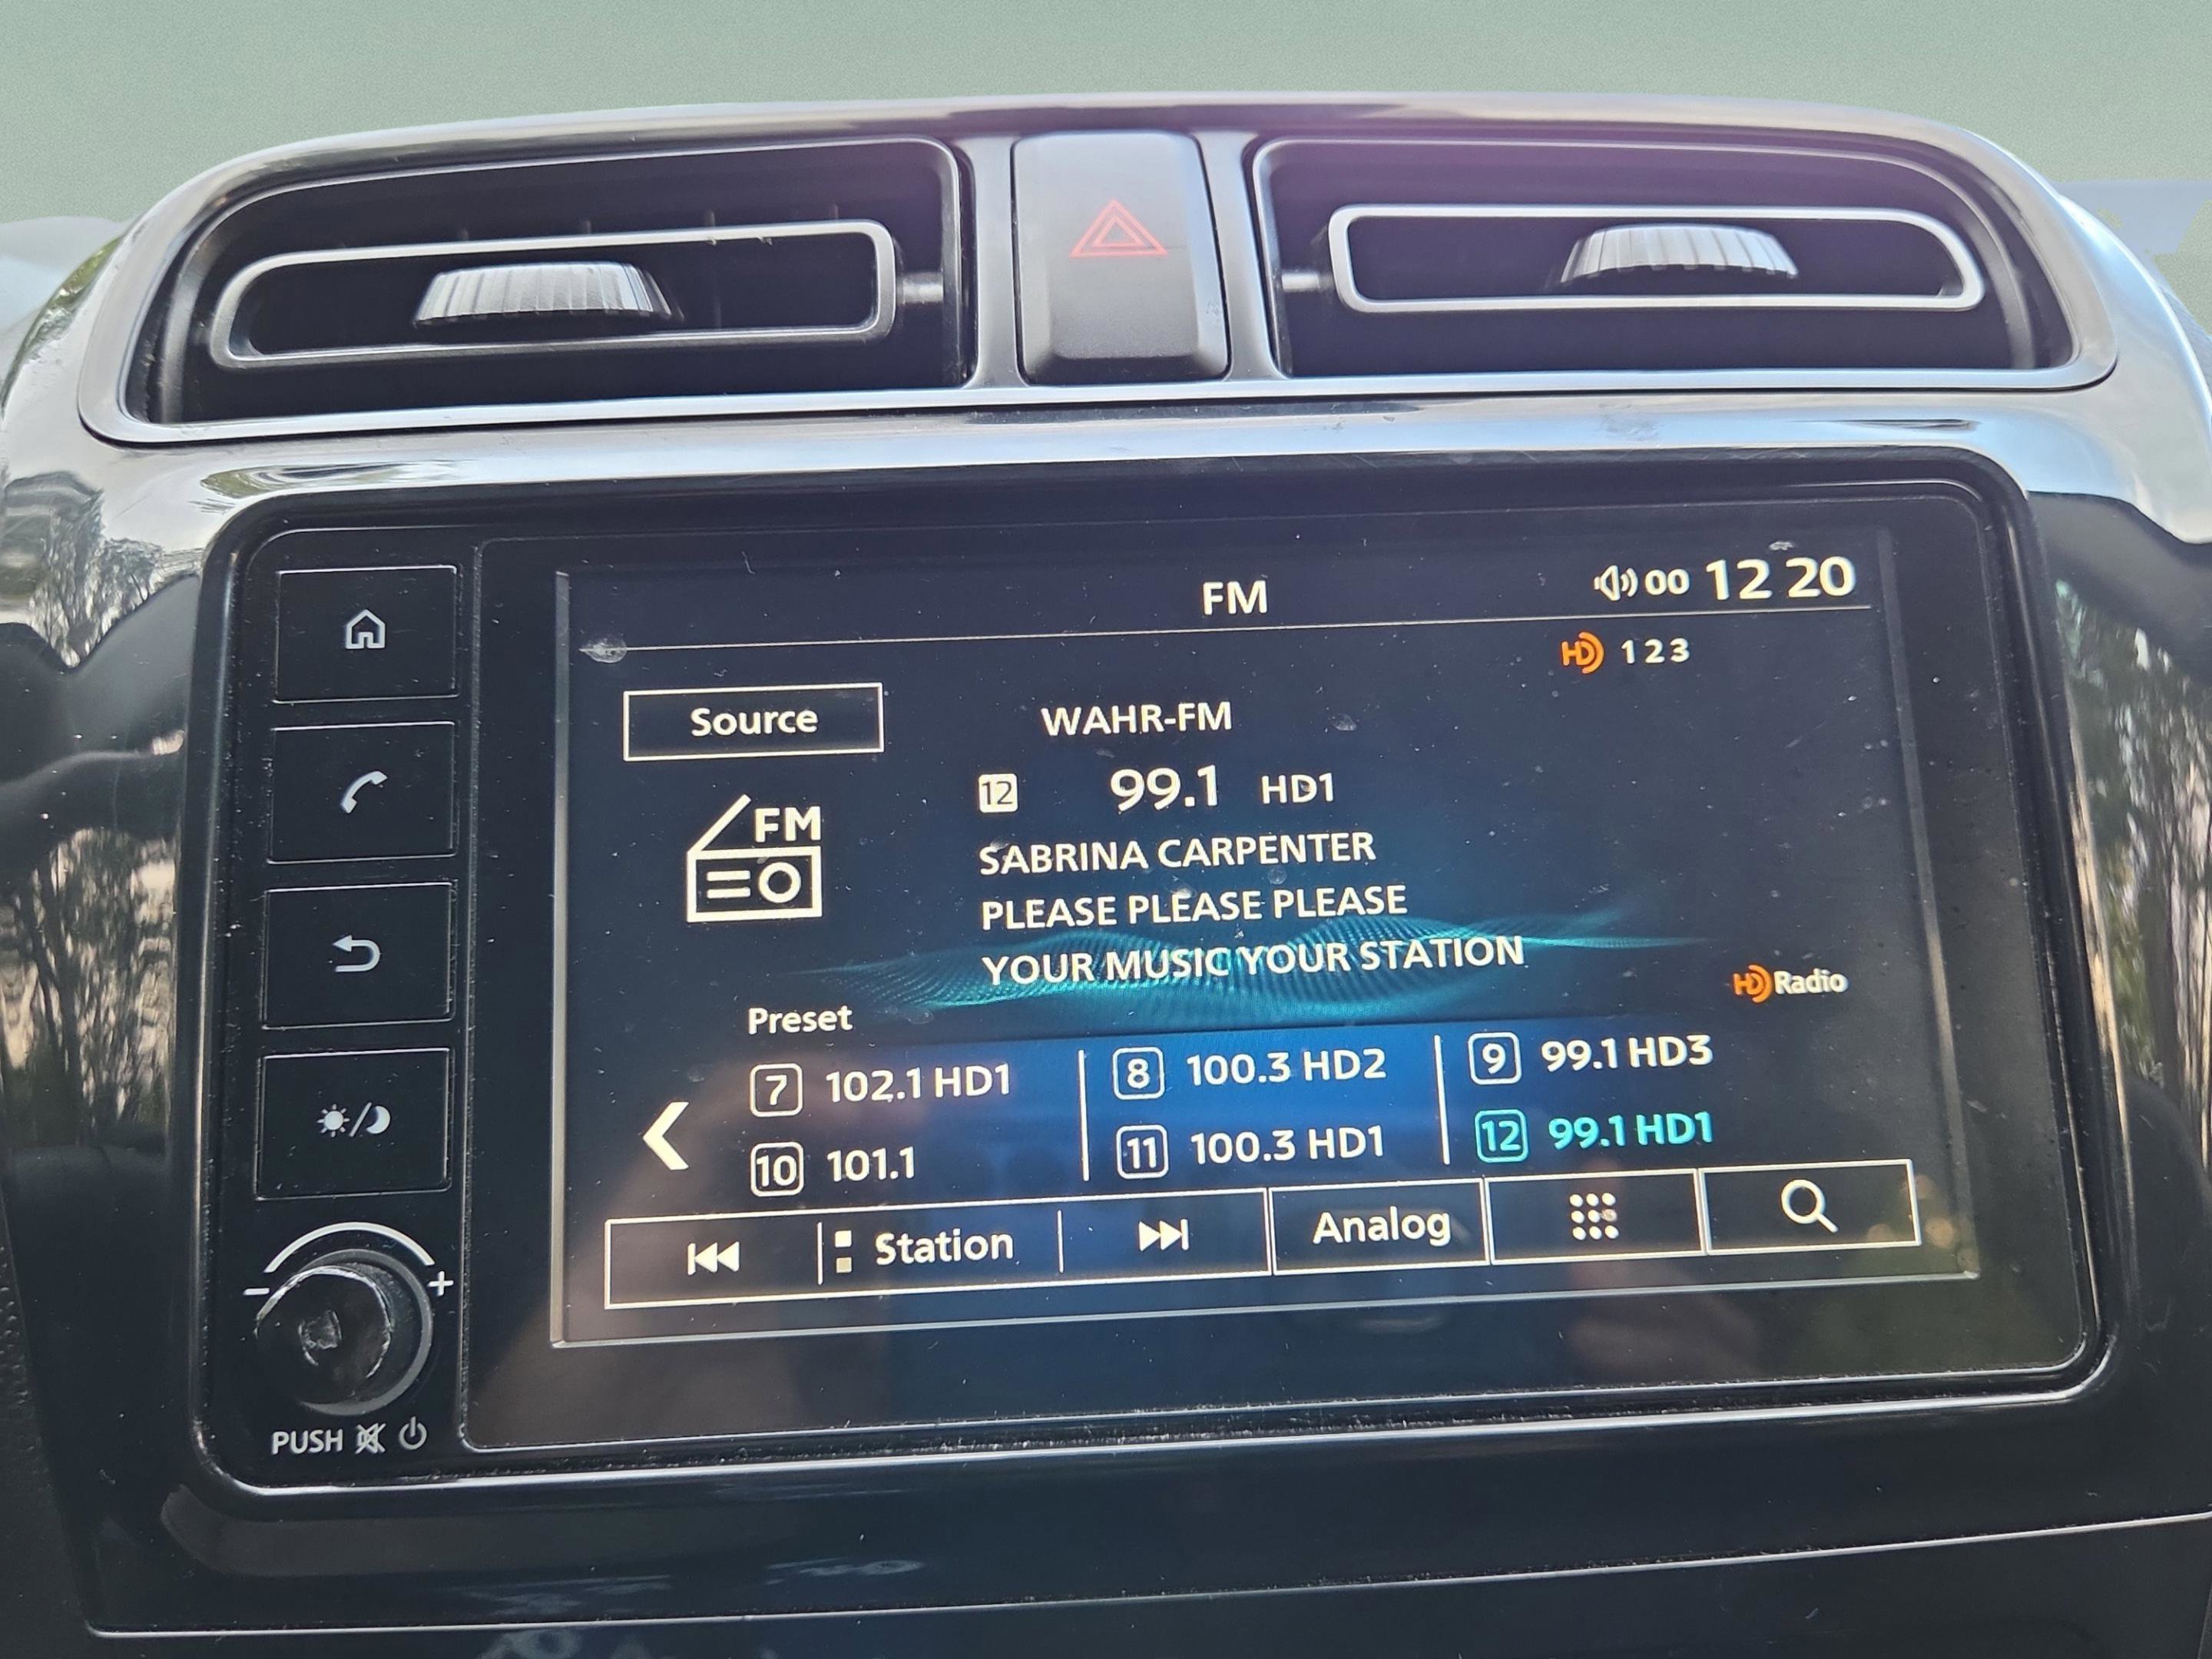 FM 00 12 20
HD 1 2 3
Source WAHR-FM
12 99.1 HD1
FM
SABRINA CARPENTER
PLEASE PLEASE PLEASE
YOUR MUSIC YOUR STATION
HD Radio
Preset
7 102.1 HD1 8 100.3 HD2 9 99.1 HD3
10 101.1 11 100.3 HD1 12 99.1 HD1
Station Analog
- +
PUSH